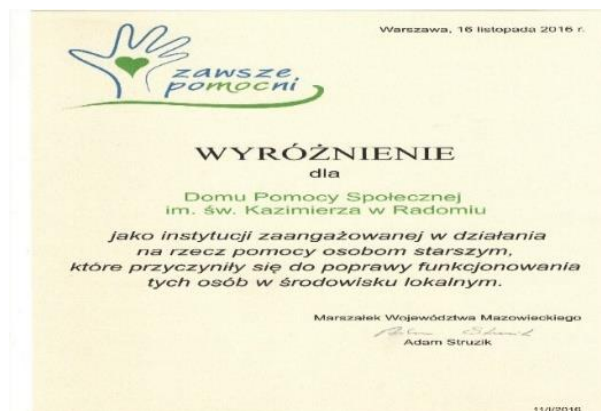 Warszawa, 16 listopada 2016 r.
zawsze
pomocni
WYRÓŻNIENIE
dla
Domu Pomocy Społecznej
im. św. Kazimierza w Radomiu
jako instytucji zaangażowanej w działania
na rzecz pomocy osobom starszym,
które przyczyniły się do poprawy funkcjonowania
tych osób w środowisku lokalnym.
Marszałek Województwa Mazowieckiego
Adam Struzik
11/I/2016